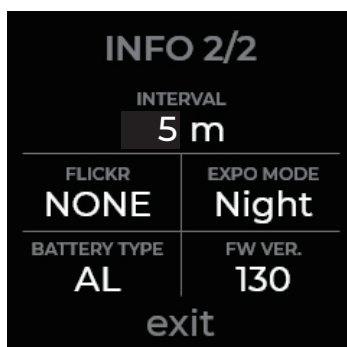 INFO 2/2
INTERVAL
5 m
FLICKR EXPO MODE
NONE Night
BATTERY TYPE FW VER.
AL 130
exit